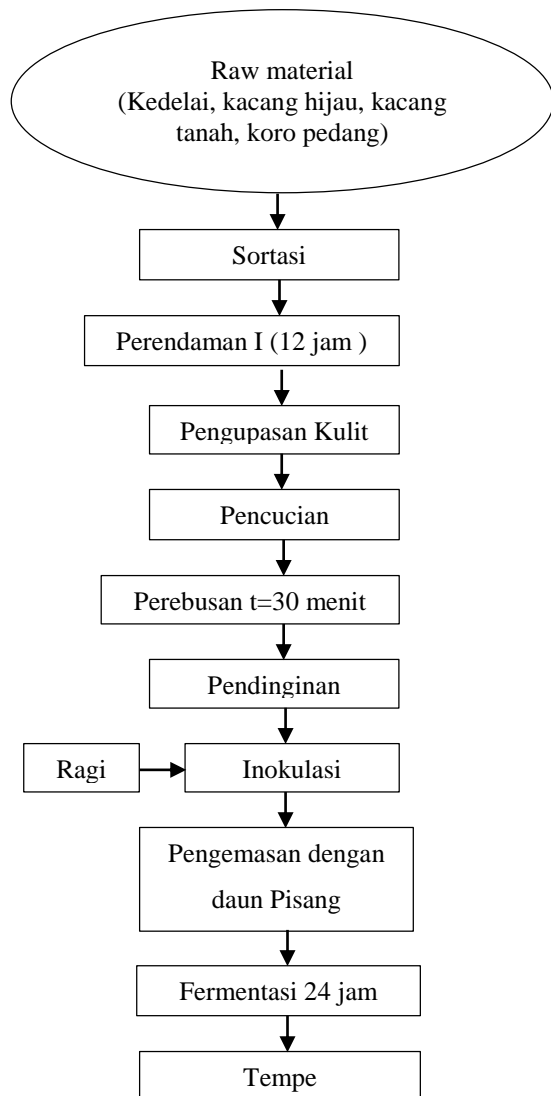 Raw material
(Kedelai, kacang hijau, kacang
tanah, koro pedang)
Sortasi
Perendaman I (12 jam )
Pengupasan Kulit
Pencucian
Perebusan t=30 menit
Pendinginan
Ragi
Inokulasi
Pengemasan dengan
daun Pisang
Fermentasi 24 jam
Tempe